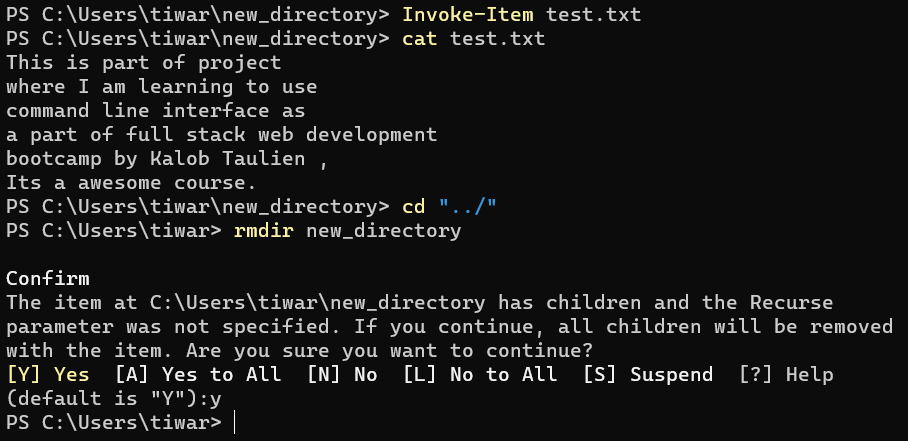 PS C:\Users\tiwar\new_directory> Invoke-Item test.txt
PS C:\Users\tiwar\new_directory> cat test.txt
This is part of project
where I am learning to use
command line interface as
a part of full stack web development
bootcamp by Kalob Taulien ,
Its a awesome course.
PS C:\Users\tiwar\new_directory> cd "../"
PS C:\Users\tiwar> rmdir new_directory
Confirm
The item at C:\Users\tiwar\new_directory has children and the Recurse
parameter was not specified. If you continue, all children will be removed
with the item. Are you sure you want to continue?
[Y] Yes  [A] Yes to All  [N] No  [L] No to All  [S] Suspend  [?] Help
(default is "Y"):y
PS C:\Users\tiwar>